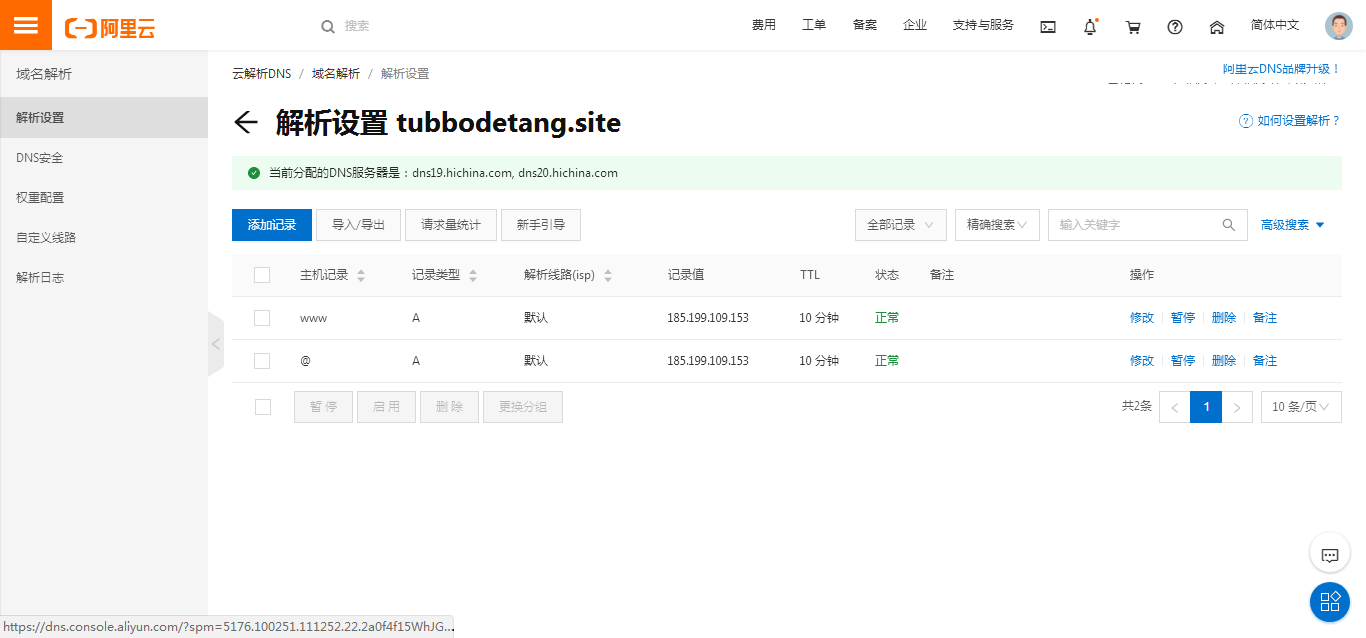 阿里云
搜索
费用
工单
备案
企业
支持与服务
简体中文
域名解析
解析设置
DNS安全
权重配置
自定义线路
解析日志
云解析DNS / 域名解析 / 解析设置
阿里云DNS品牌升级！
解析设置 tubbodetang.site
如何设置解析？
当前分配的DNS服务器是：dns19.hichina.com, dns20.hichina.com
添加记录 导入/导出 请求量统计 新手引导 全部记录 精确搜索 输入关键字 高级搜索
主机记录 记录类型 解析线路(isp) 记录值 TTL 状态 备注 操作
www A 默认 185.199.109.153 10 分钟 正常 修改 暂停 删除 备注
@ A 默认 185.199.109.153 10 分钟 正常 修改 暂停 删除 备注
暂 停 启 用 删 除 更换分组 共2条 < 1 > 10 条/页
https://dns.console.aliyun.com/?spm=5176.100251.111252.22.2a0f4f15WhJG...